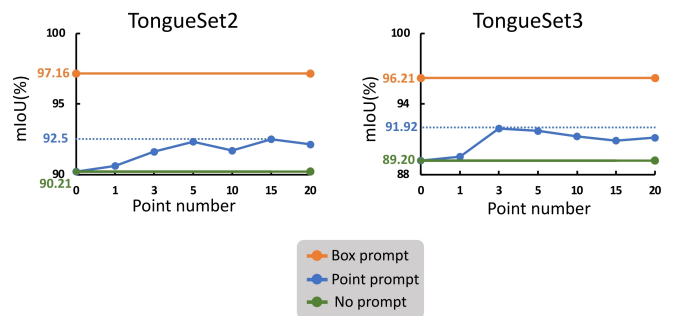 TongueSet2
100
97.16
95
92.5
90
90.21
mIoU(%)
0 1 3 5 10 15 20
Point number
TongueSet3
100
96.21
94
91.92
89.20
88
mIoU(%)
0 1 3 5 10 15 20
Point number
Box prompt
Point prompt
No prompt